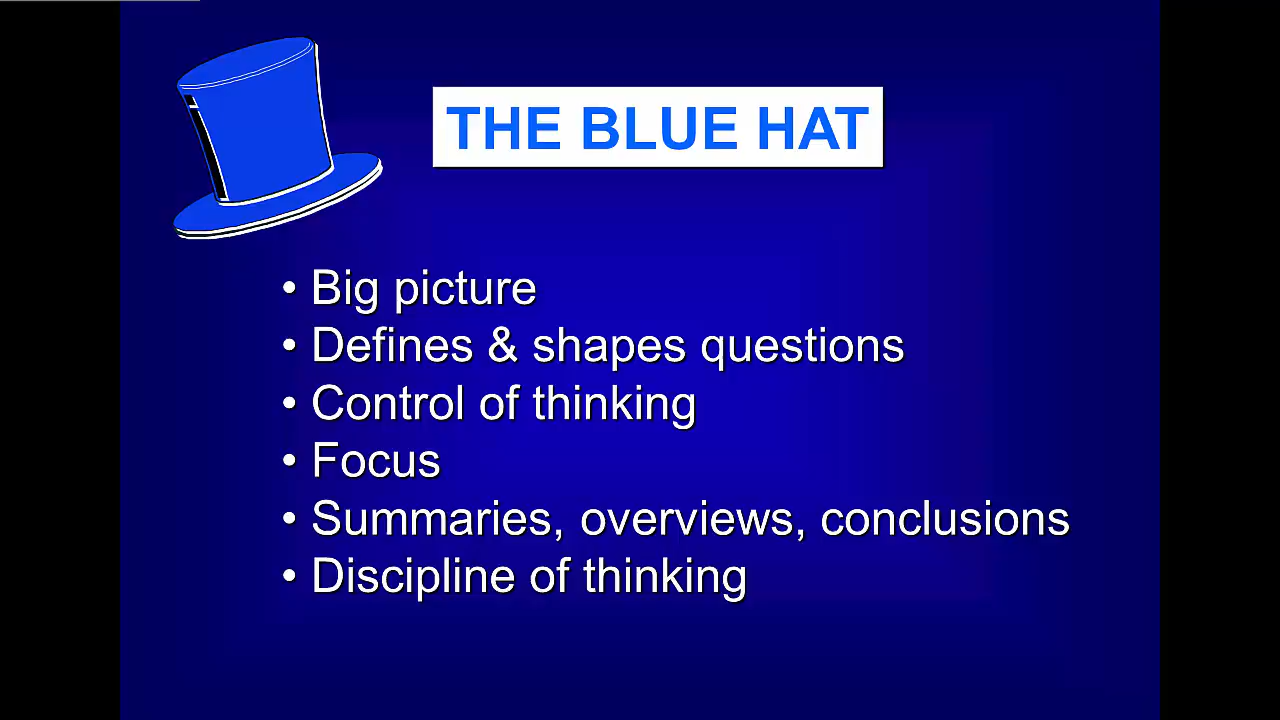 THE BLUE HAT
• Big picture
• Defines & shapes questions
• Control of thinking
• Focus
• Summaries, overviews, conclusions
• Discipline of thinking